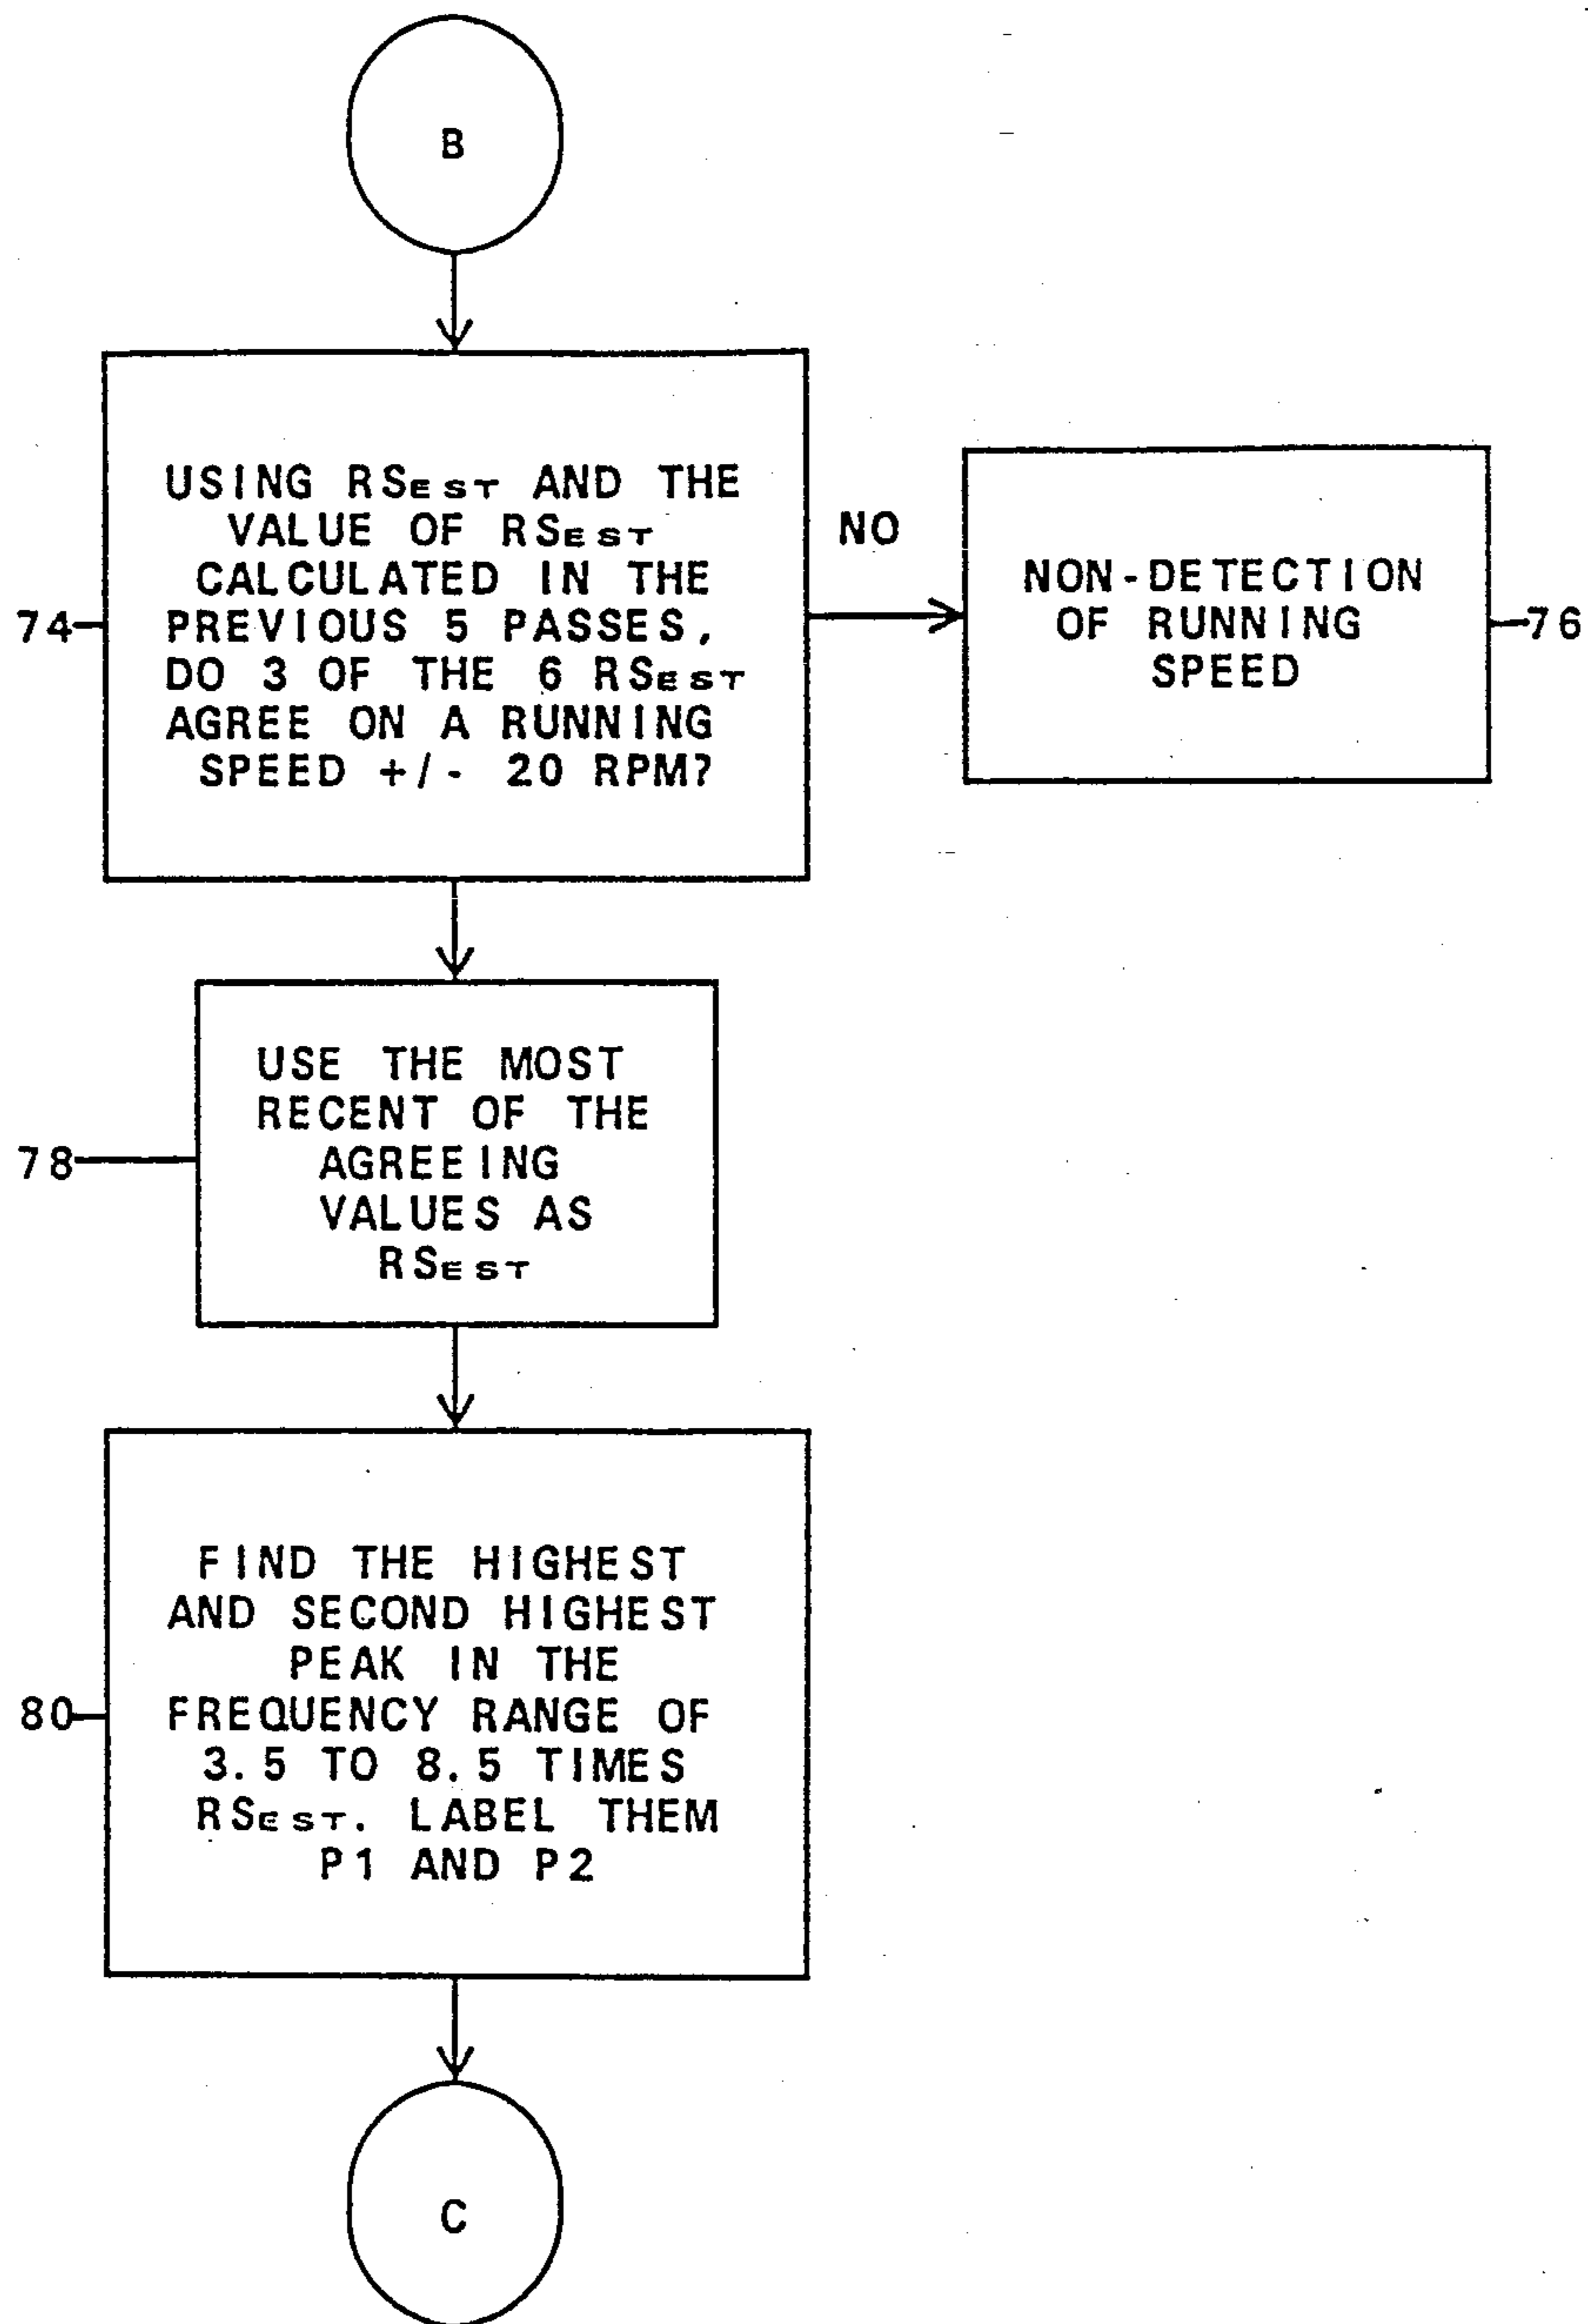 B
USING RSEST AND THE
VALUE OF RSEST
CALCULATED IN THE
PREVIOUS 5 PASSES,
DO 3 OF THE 6 RSEST
AGREE ON A RUNNING
SPEED +/- 20 RPM?
74
NO
NON-DETECTION
OF RUNNING
SPEED
76
USE THE MOST
RECENT OF THE
AGREEING
VALUES AS
RSEST
78
FIND THE HIGHEST
AND SECOND HIGHEST
PEAK IN THE
FREQUENCY RANGE OF
3.5 TO 8.5 TIMES
RSEST. LABEL THEM
P1 AND P2
80
C